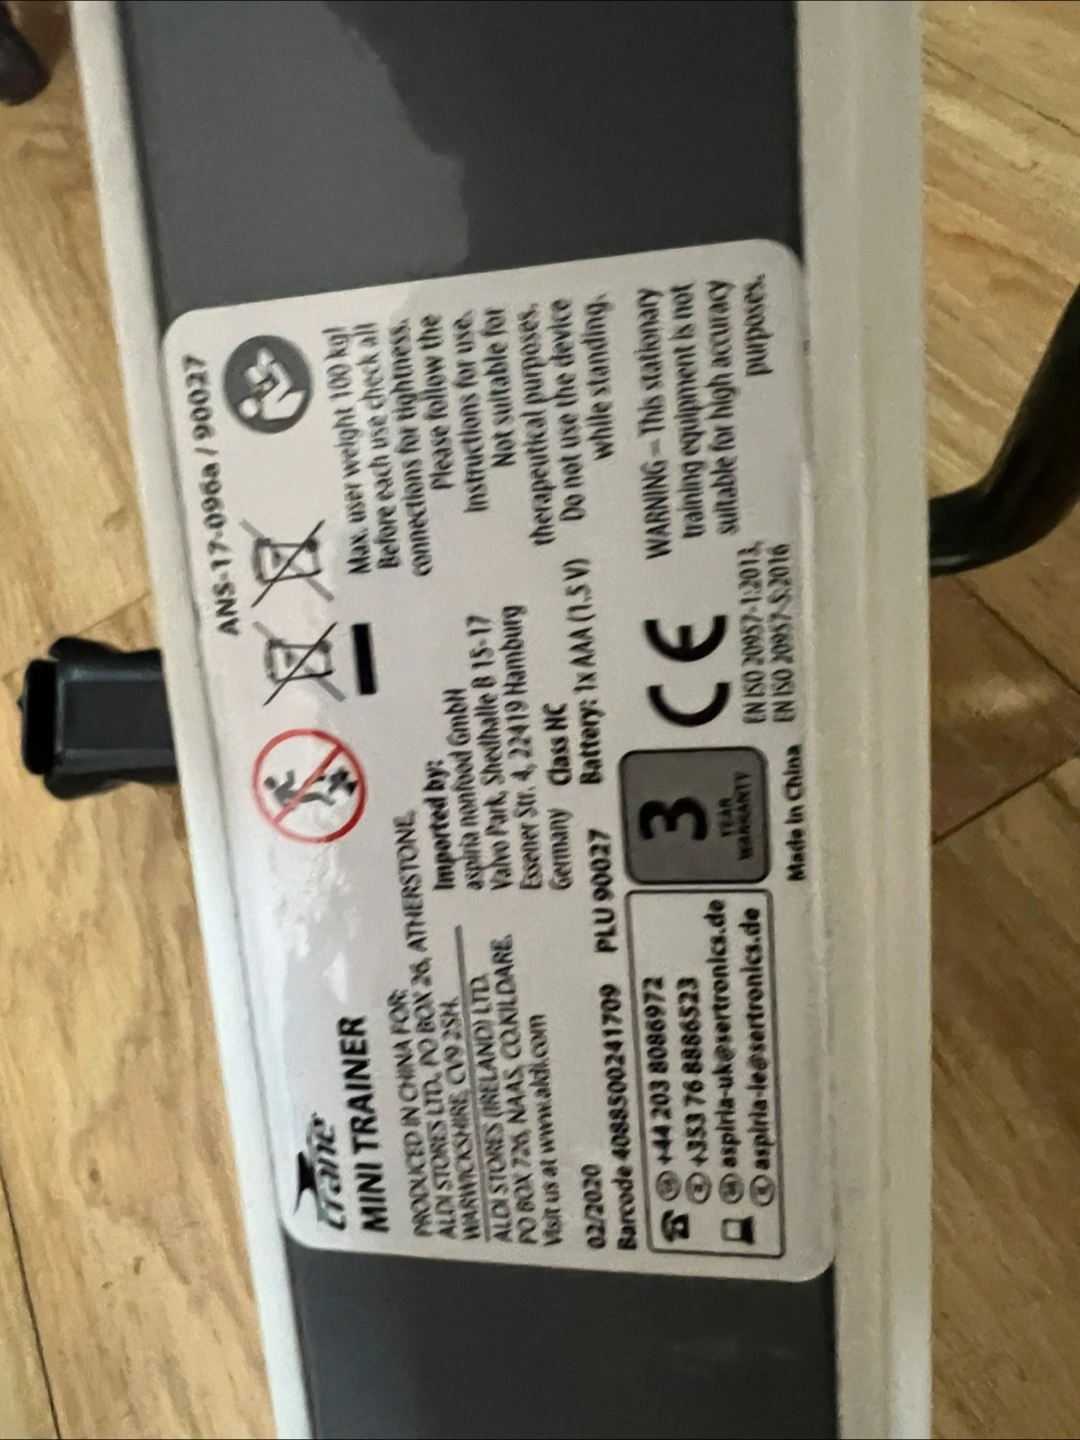 Crane
MINI TRAINER
ANS-17-096a / 90027
PRODUCED IN CHINA FOR:
ALDI STORES LTD., PO BOX 26, ATHERSTONE,
WARWICKSHIRE, CV9 2SH.
ALDI STORES (IRELAND) LTD.
PO BOX 726, NAAS, CO.KILDARE.
Visit us at www.aldi.com
02/2020
Barcode 4088500241709 PLU 90027
Imported by:
aspiria nonfood GmbH
Valvo Park, Shedhalle B 15-17
Essener Str. 4, 22419 Hamburg
Germany Class HC
Battery: 1x AAA (1.5 V)
Max. user weight 100 kg!
Before each use check all
connections for tightness.
Please follow the
instructions for use.
Not suitable for
therapeutical purposes.
Do not use the device
while standing.
WARNING – This stationary
training equipment is not
suitable for high accuracy
purposes.
+44 203 8086972
+353 76 8886523
aspiria-uk@sertronics.de
aspiria-ie@sertronics.de
3
YEAR
WARRANTY
CE
EN ISO 20957-1:2013,
EN ISO 20957-5:2016
Made in China